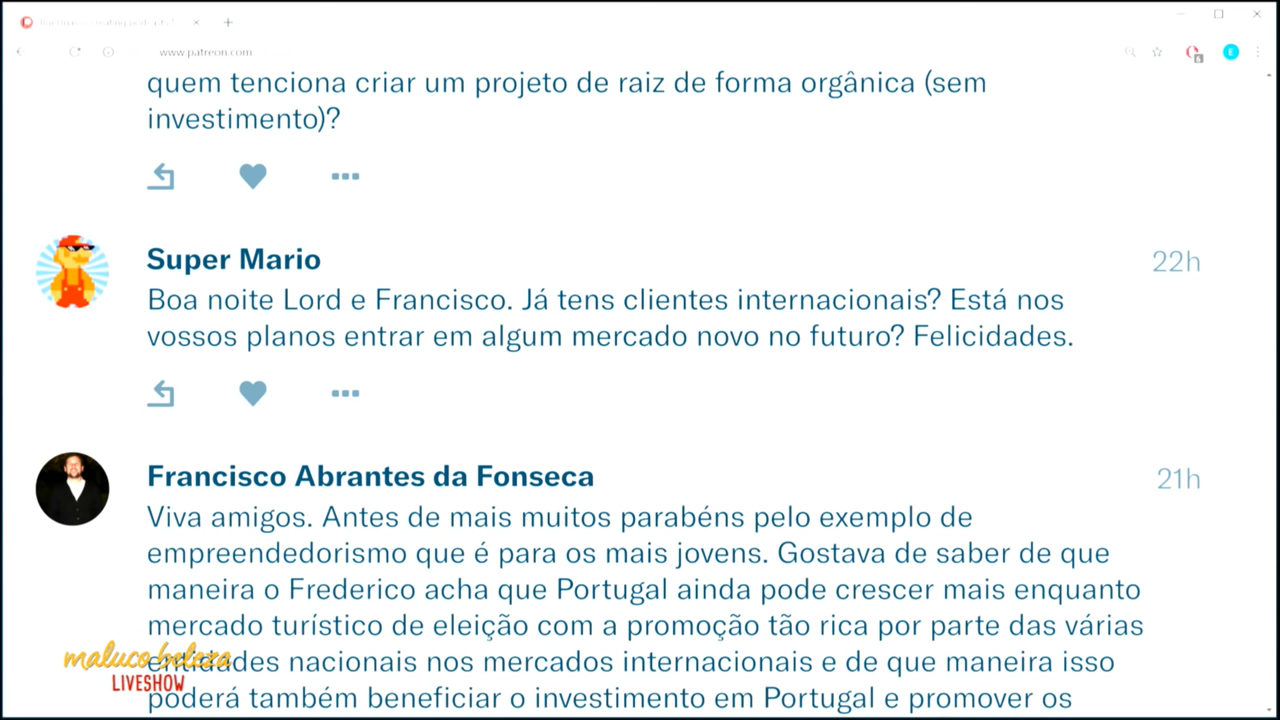 www.patreon.com
quem tenciona criar um projeto de raiz de forma orgânica (sem
investimento)?
Super Mario
22h
Boa noite Lord e Francisco. Já tens clientes internacionais? Está nos
vossos planos entrar em algum mercado novo no futuro? Felicidades.
Francisco Abrantes da Fonseca
21h
Viva amigos. Antes de mais muitos parabéns pelo exemplo de
empreendedorismo que é para os mais jovens. Gostava de saber de que
maneira o Frederico acha que Portugal ainda pode crescer mais enquanto
mercado turístico de eleição com a promoção tão rica por parte das várias
entidades nacionais nos mercados internacionais e de que maneira isso
poderá também beneficiar o investimento em Portugal e promover os
maluco beleza
LIVESHOW